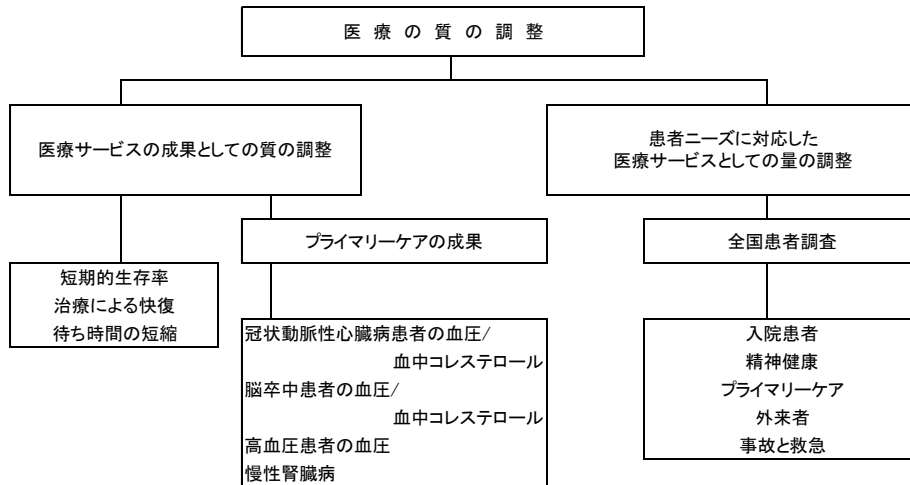 医 療 の 質 の 調 整
医療サービスの成果としての質の調整
患者ニーズに対応した
医療サービスとしての量の調整
プライマリーケアの成果
全国患者調査
短期的生存率
治療による快復
待ち時間の短縮
冠状動脈性心臓病患者の血圧/
血中コレステロール
脳卒中患者の血圧/
血中コレステロール
高血圧患者の血圧
慢性腎臓病
入院患者
精神健康
プライマリーケア
外来者
事故と救急